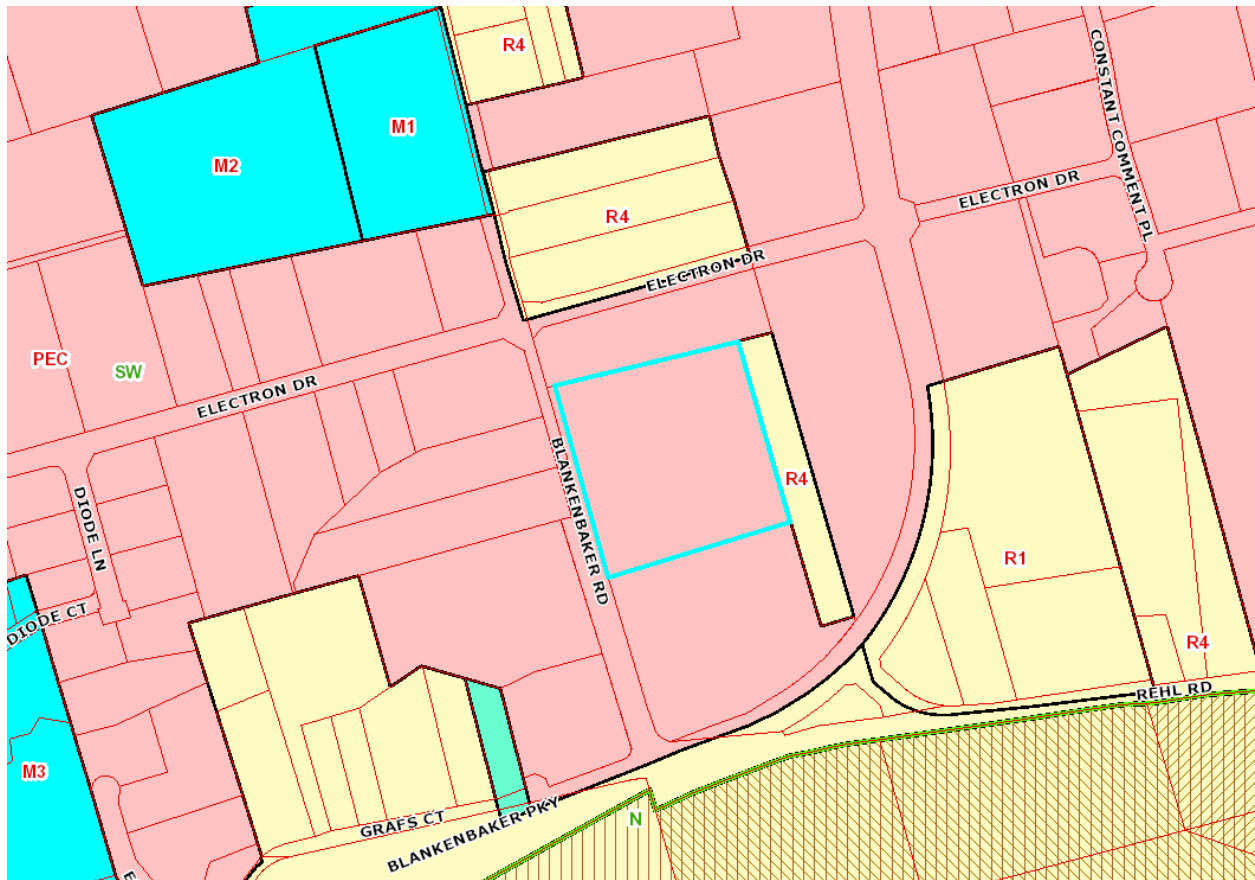 R4
CONSTANT COMMENT PL
M1
M2
ELECTRON DR
R4
ELECTRON DR
PEC
SW
ELECTRON DR
BLANKENBAKER RD
R4
DIODE LN
R1
DIODE CT
R4
REHL RD
M3
GRAFS CT
BLANKENBAKER PKY
N
E